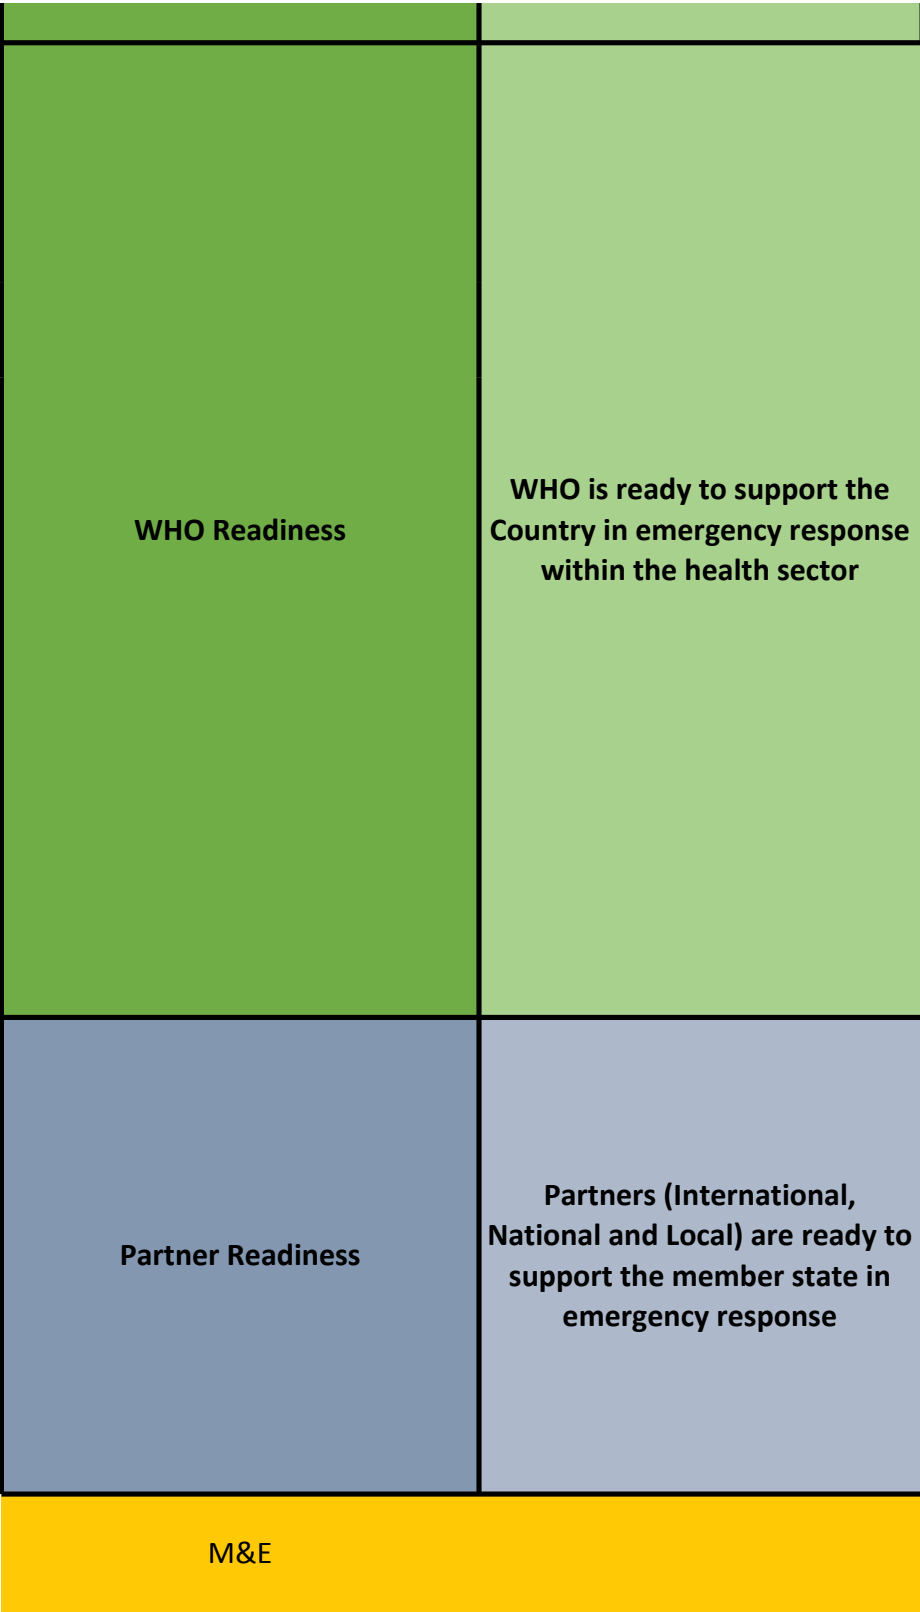 WHO Readiness
WHO is ready to support the
Country in emergency response
within the health sector
Partner Readiness
Partners (International,
National and Local) are ready to
support the member state in
emergency response
M&E